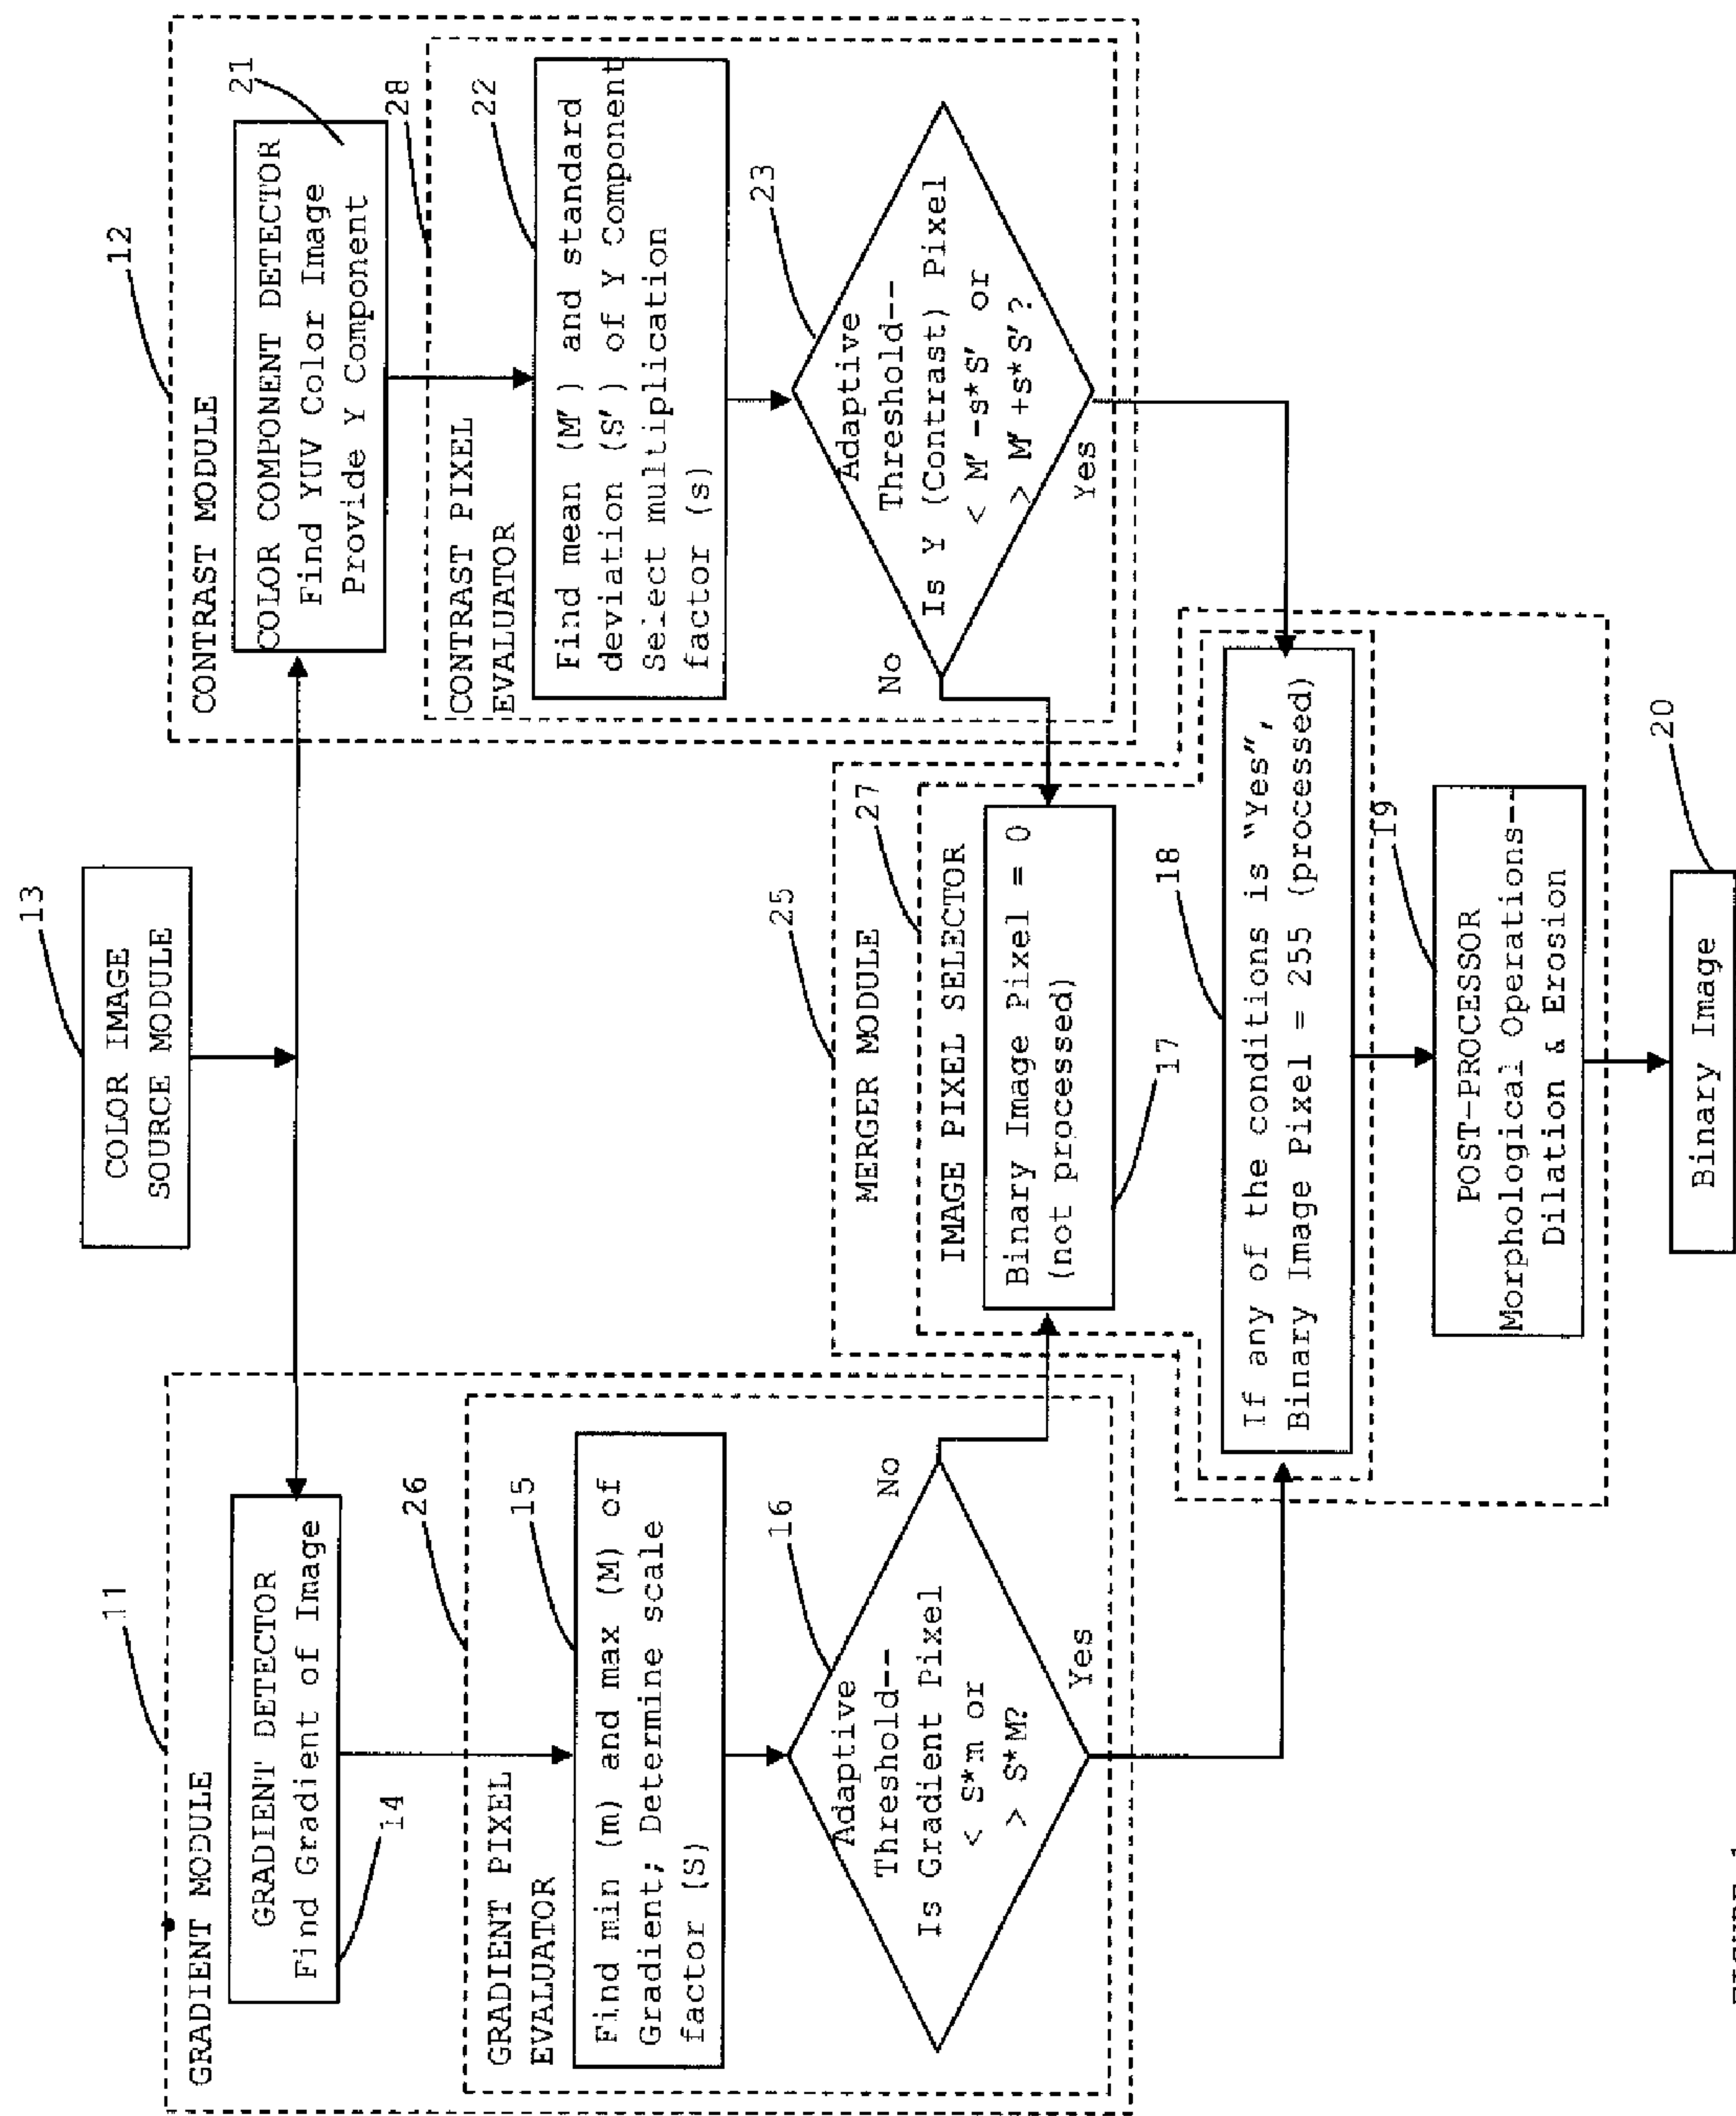 13
COLOR IMAGE
SOURCE MODULE
11
GRADIENT MODULE
GRADIENT DETECTOR
Find Gradient of Image
14
26
GRADIENT PIXEL
EVALUATOR
15
Find min (m) and max (M) of
Gradient; Determine scale
factor (S)
16
Adaptive
Threshold--
Is Gradient Pixel
< S*m or
> S*M?
No
Yes
12
CONTRAST MODULE
21
COLOR COMPONENT DETECTOR
Find YUV Color Image
Provide Y Component
28
CONTRAST PIXEL
EVALUATOR
22
Find mean (M') and standard
deviation (S') of Y Component
Select multiplication
factor (s)
23
Adaptive
Threshold--
Is Y (Contrast) Pixel
< M'-s*S' or
> M'+s*S'?
No
Yes
25
MERGER MODULE
27
IMAGE PIXEL SELECTOR
Binary Image Pixel = 0
(not processed)
17
18
If any of the conditions is "Yes",
Binary Image Pixel = 255 (processed)
19
POST-PROCESSOR
Morphological Operations-
Dilation & Erosion
20
Binary Image
FIGURE 1